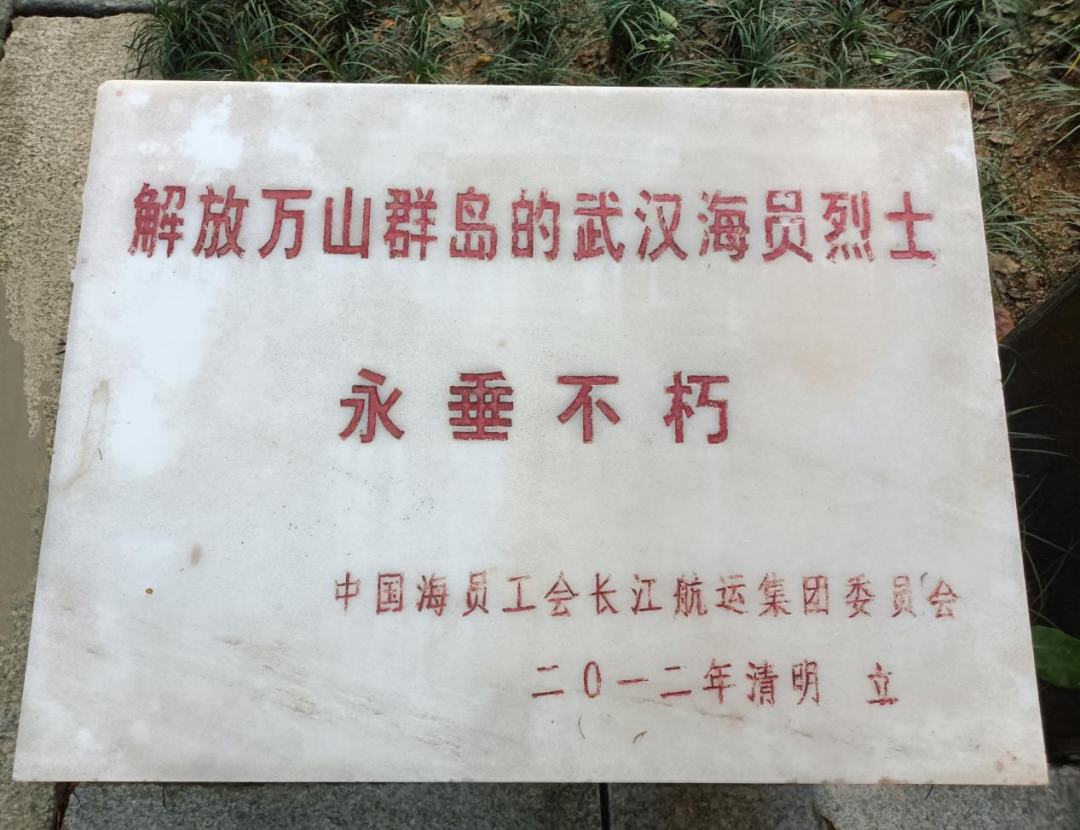 解放万山群岛的武汉海员烈士
永垂不朽
中国海员工会长江航运集团委员会
二〇一二年清明 立